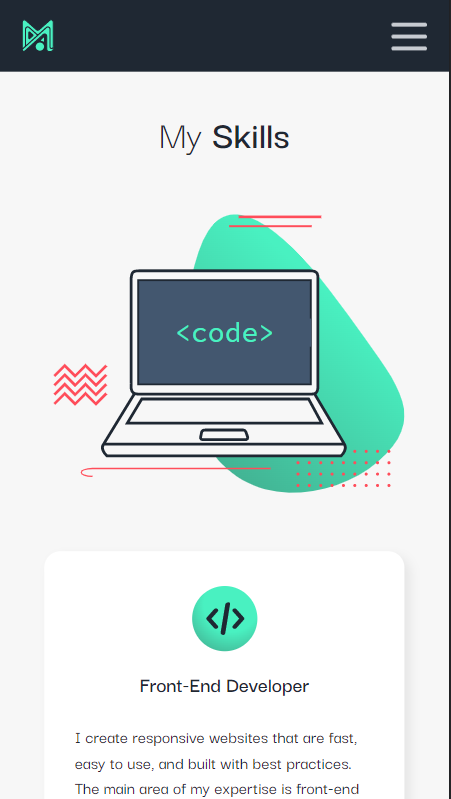 My Skills
<code>
</>
Front-End Developer
I create responsive websites that are fast,
easy to use, and built with best practices.
The main area of my expertise is front-end